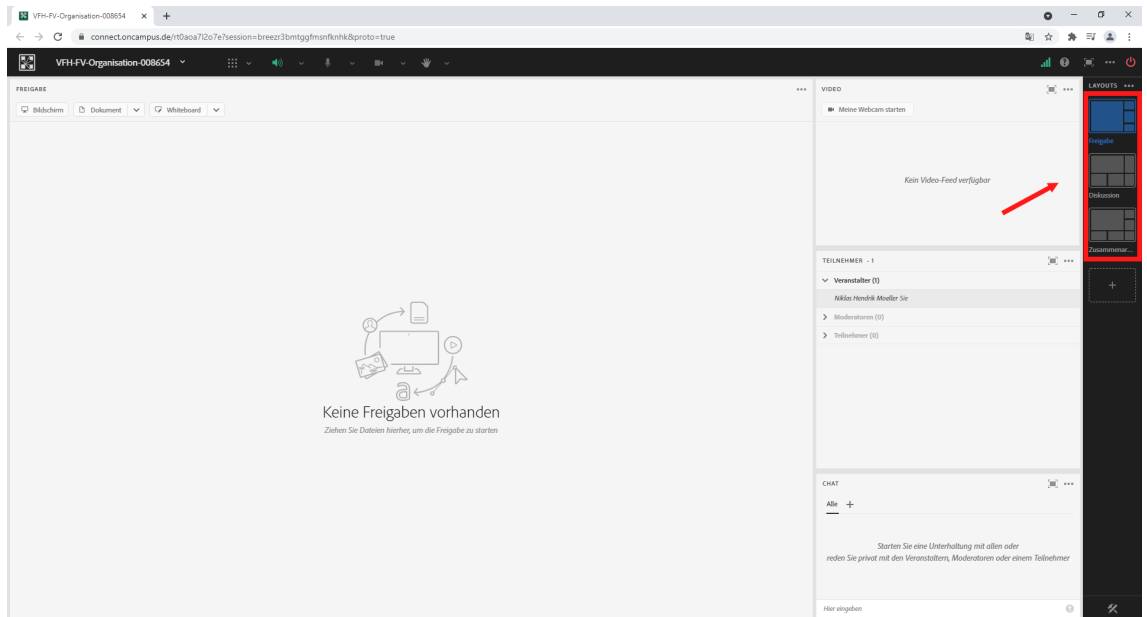 VFH-FV-Organisation-008654
connect.oncampus.de/rt0aoa7l2o7e?session=breezr3bmtggfmsnflknhk&proto=true
VFH-FV-Organisation-008654
FREIGABE
Bildschirm Dokument Whiteboard
Keine Freigaben vorhanden
Ziehen Sie Dateien hierher, um die Freigabe zu starten
VIDEO
Meine Webcam starten
Kein Video-Feed verfügbar
TEILNEHMER - 1
Veranstalter (1)
Niklas Hendrik Moeller Sie
Moderatoren (0)
Teilnehmer (0)
CHAT
Alle
Starten Sie eine Unterhaltung mit allen oder
reden Sie privat mit den Veranstaltern, Moderatoren oder einem Teilnehmer
Hier eingeben
LAYOUTS
Freigabe
Diskussion
Zusammenar...